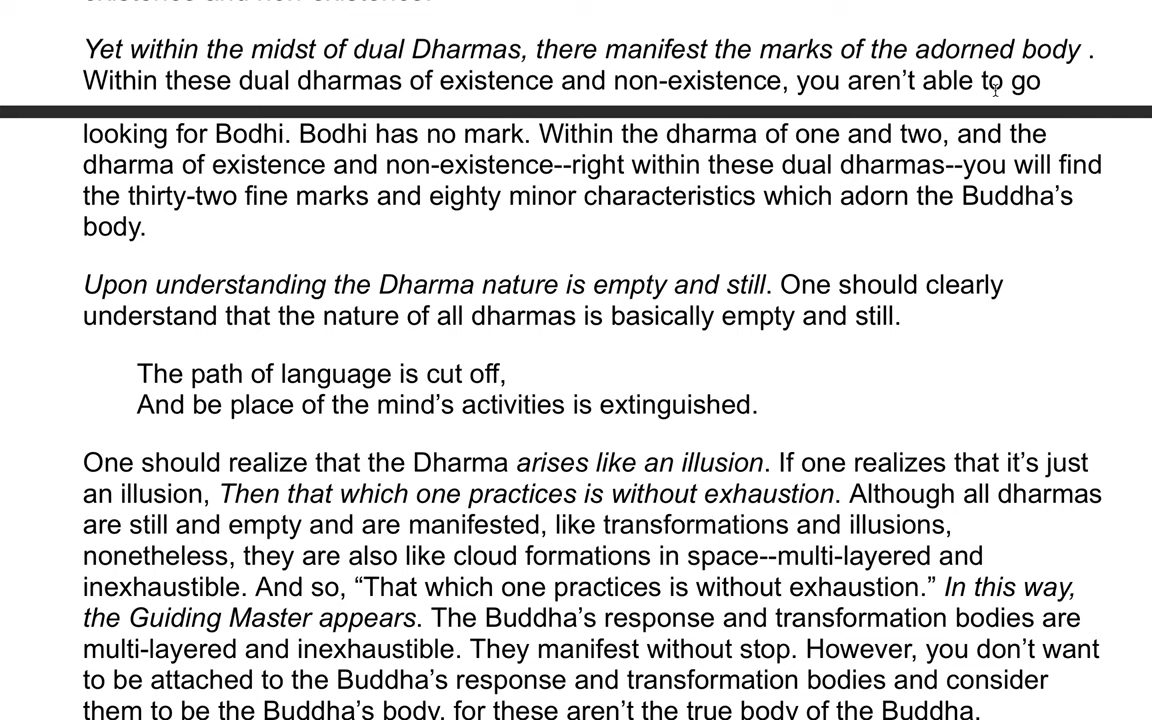 Yet within the midst of dual Dharmas, there manifest the marks of the adorned body .
Within these dual dharmas of existence and non-existence, you aren’t able to go
looking for Bodhi. Bodhi has no mark. Within the dharma of one and two, and the
dharma of existence and non-existence--right within these dual dharmas--you will find
the thirty-two fine marks and eighty minor characteristics which adorn the Buddha’s
body.
Upon understanding the Dharma nature is empty and still. One should clearly
understand that the nature of all dharmas is basically empty and still.
The path of language is cut off,
And be place of the mind’s activities is extinguished.
One should realize that the Dharma arises like an illusion. If one realizes that it’s just
an illusion, Then that which one practices is without exhaustion. Although all dharmas
are still and empty and are manifested, like transformations and illusions,
nonetheless, they are also like cloud formations in space--multi-layered and
inexhaustible. And so, “That which one practices is without exhaustion.” In this way,
the Guiding Master appears. The Buddha’s response and transformation bodies are
multi-layered and inexhaustible. They manifest without stop. However, you don’t want
to be attached to the Buddha’s response and transformation bodies and consider
them to be the Buddha’s body, for these aren’t the true body of the Buddha.